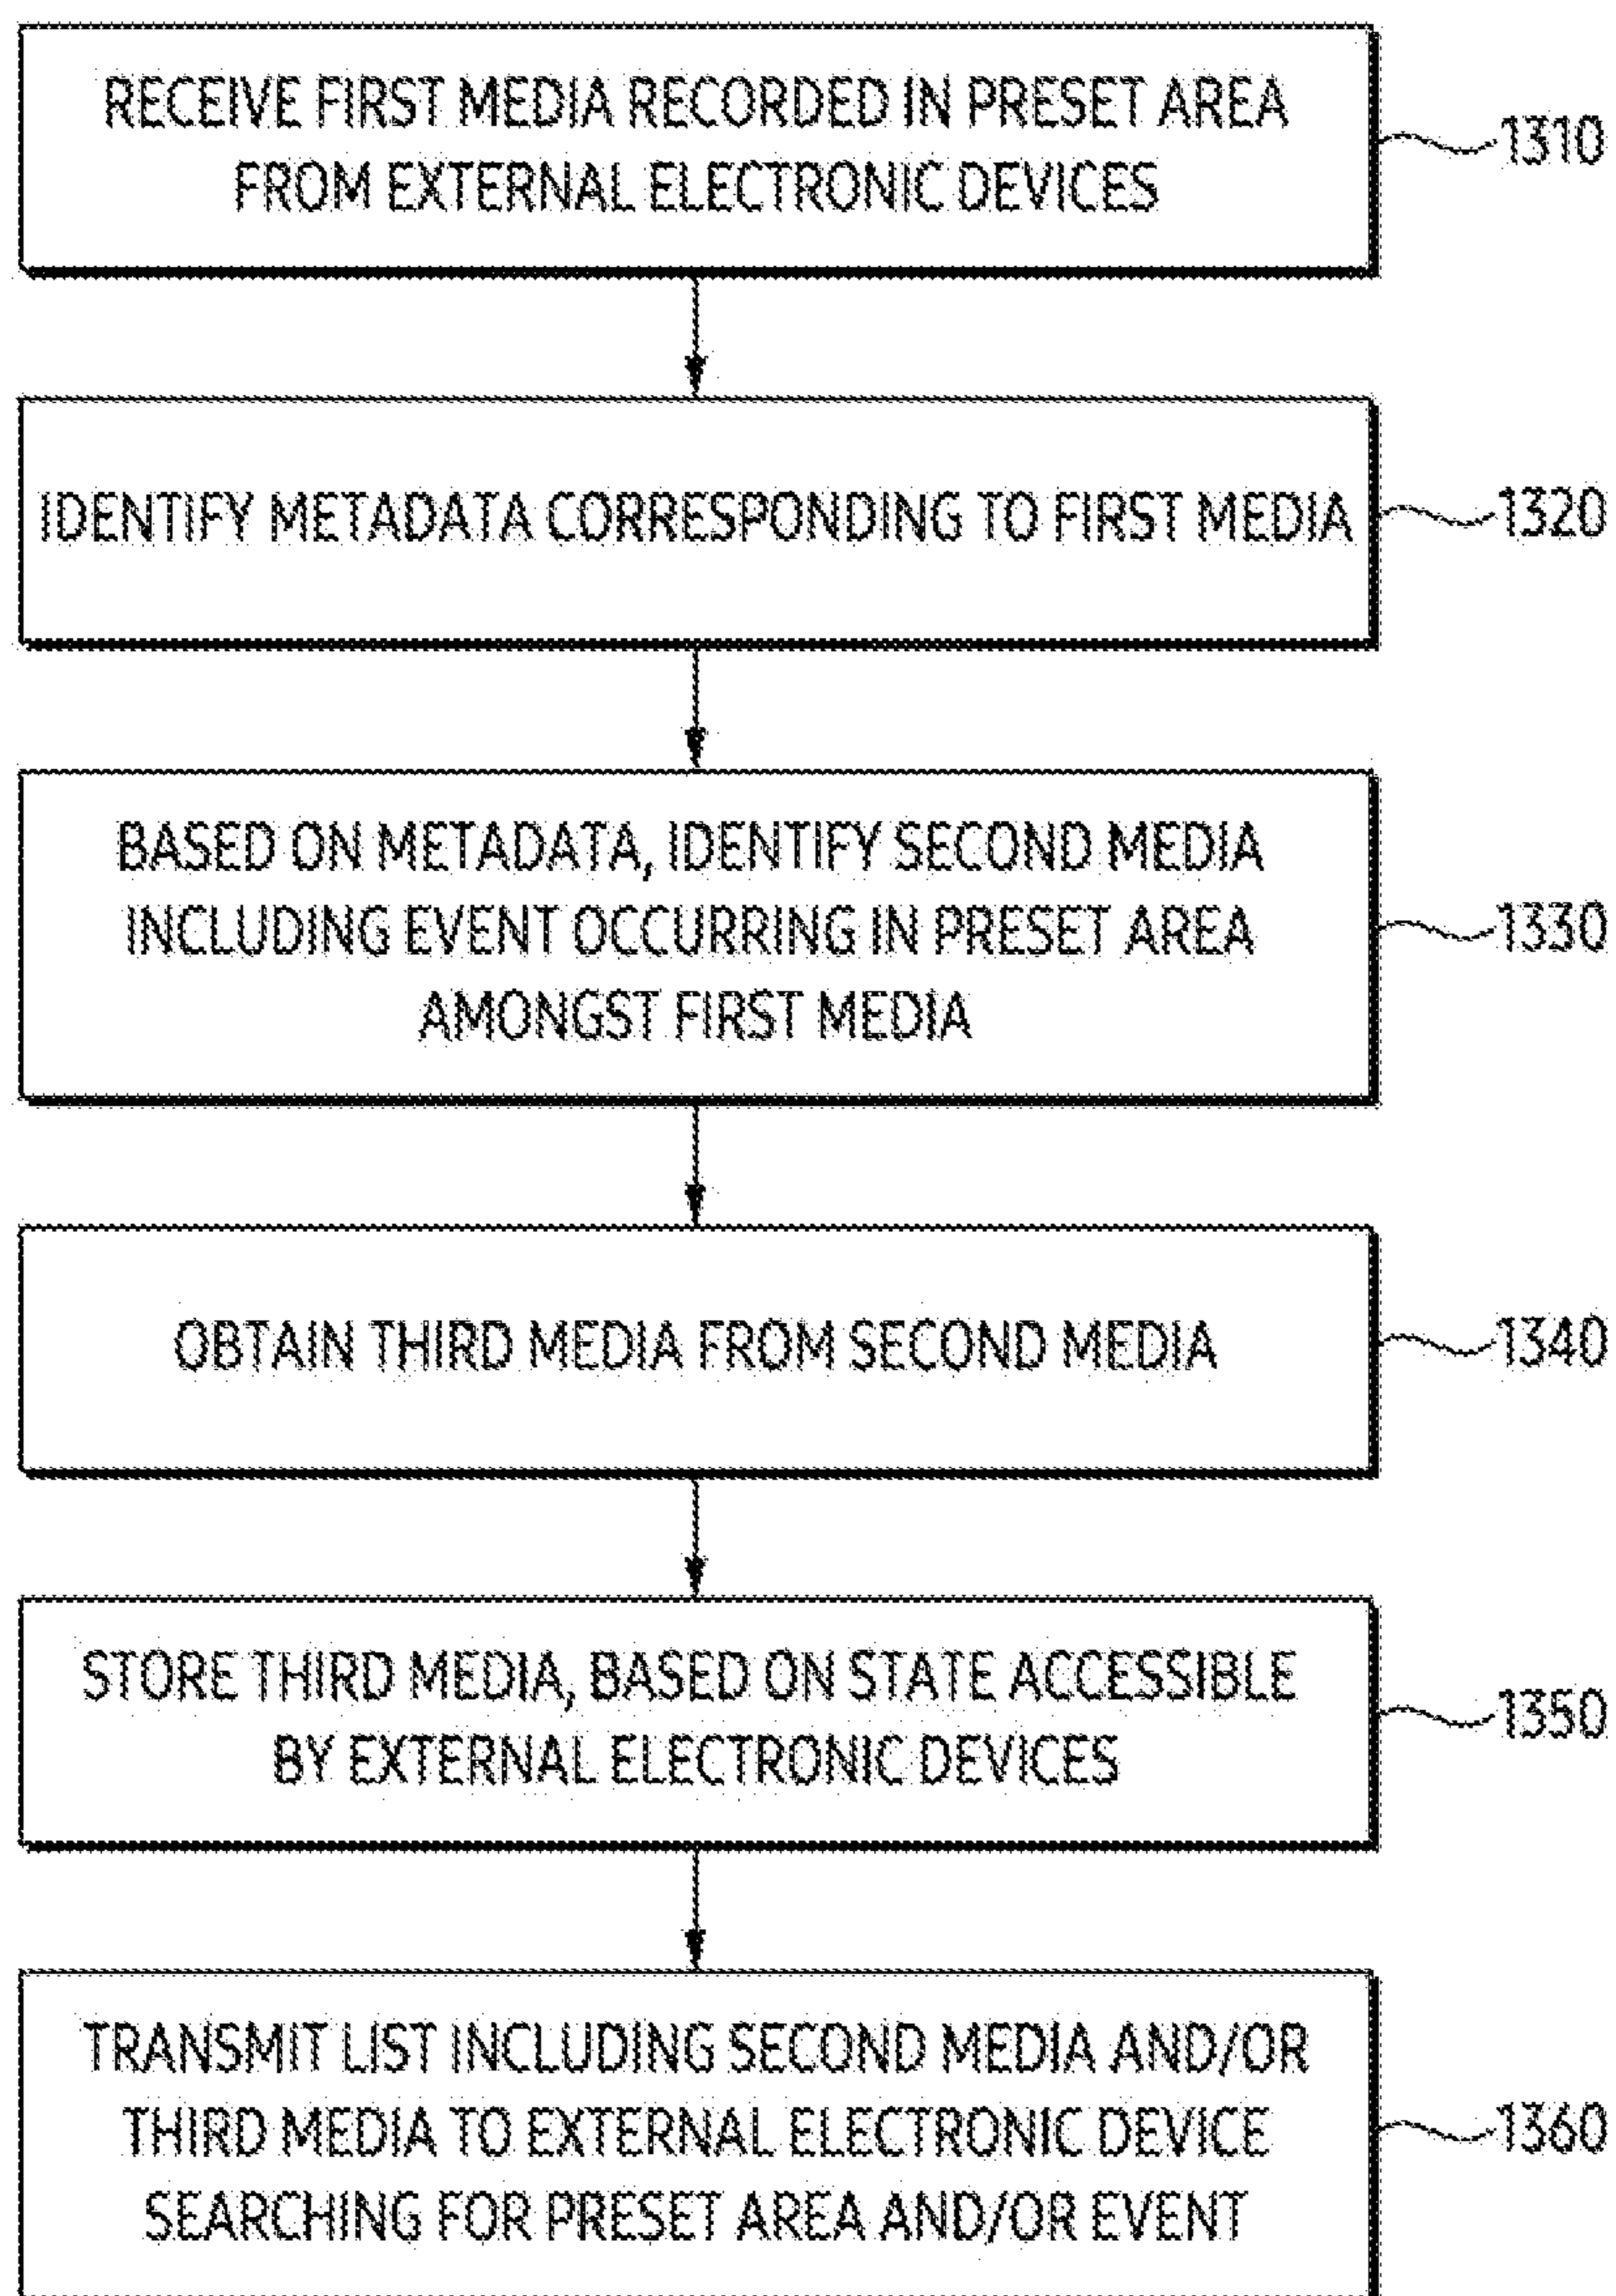 RECEIVE FIRST MEDIA RECORDED IN PRESET AREA
FROM EXTERNAL ELECTRONIC DEVICES
1310
IDENTIFY METADATA CORRESPONDING TO FIRST MEDIA
1320
BASED ON METADATA, IDENTIFY SECOND MEDIA
INCLUDING EVENT OCCURRING IN PRESET AREA
AMONGST FIRST MEDIA
1330
OBTAIN THIRD MEDIA FROM SECOND MEDIA
1340
STORE THIRD MEDIA, BASED ON STATE ACCESSIBLE
BY EXTERNAL ELECTRONIC DEVICES
1350
TRANSMIT LIST INCLUDING SECOND MEDIA AND/OR
THIRD MEDIA TO EXTERNAL ELECTRONIC DEVICE
SEARCHING FOR PRESET AREA AND/OR EVENT
1360